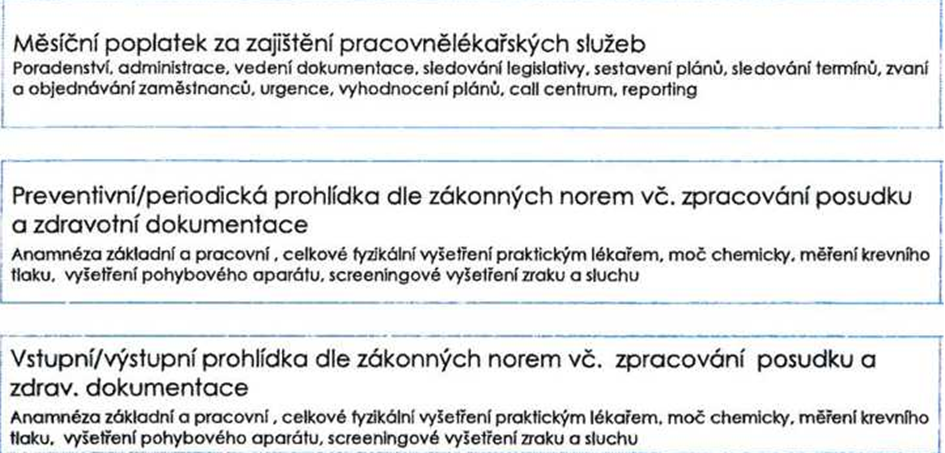 Měsíční poplatek za zajištění pracovnělékařských služeb
Poradenství, administrace, vedení dokumentace, sledování legislativy, sestavení plánů, sledování termínů, zvaní
a objednávání zaměstnanců, urgence, vyhodnocení plánů, call centrum, reporting
Preventivní/periodická prohlídka dle zákonných norem vč. zpracování posudku
a zdravotní dokumentace
Anamnéza základní a pracovní , celkové fyzikální vyšetření praktickým lékařem, moč chemicky, měření krevního
tlaku, vyšetření pohybového aparátu, screeningové vyšetření zraku a sluchu
Vstupní/výstupní prohlídka dle zákonných norem vč. zpracování posudku a
zdrav. dokumentace
Anamnéza základní a pracovní , celkové fyzikální vyšetření praktickým lékařem, moč chemicky, měření krevního
tlaku, vyšetření pohybového aparátu, screeningové vyšetření zraku a sluchu